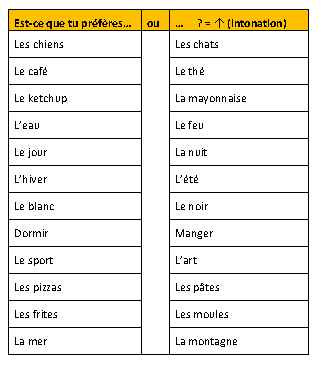 Est-ce que tu préfères... ou ... ? = ↑ (intonation)
Les chiens Les chats
Le café Le thé
Le ketchup La mayonnaise
L'eau Le feu
Le jour La nuit
L'hiver L'été
Le blanc Le noir
Dormir Manger
Le sport L'art
Les pizzas Les pâtes
Les frites Les moules
La mer La montagne